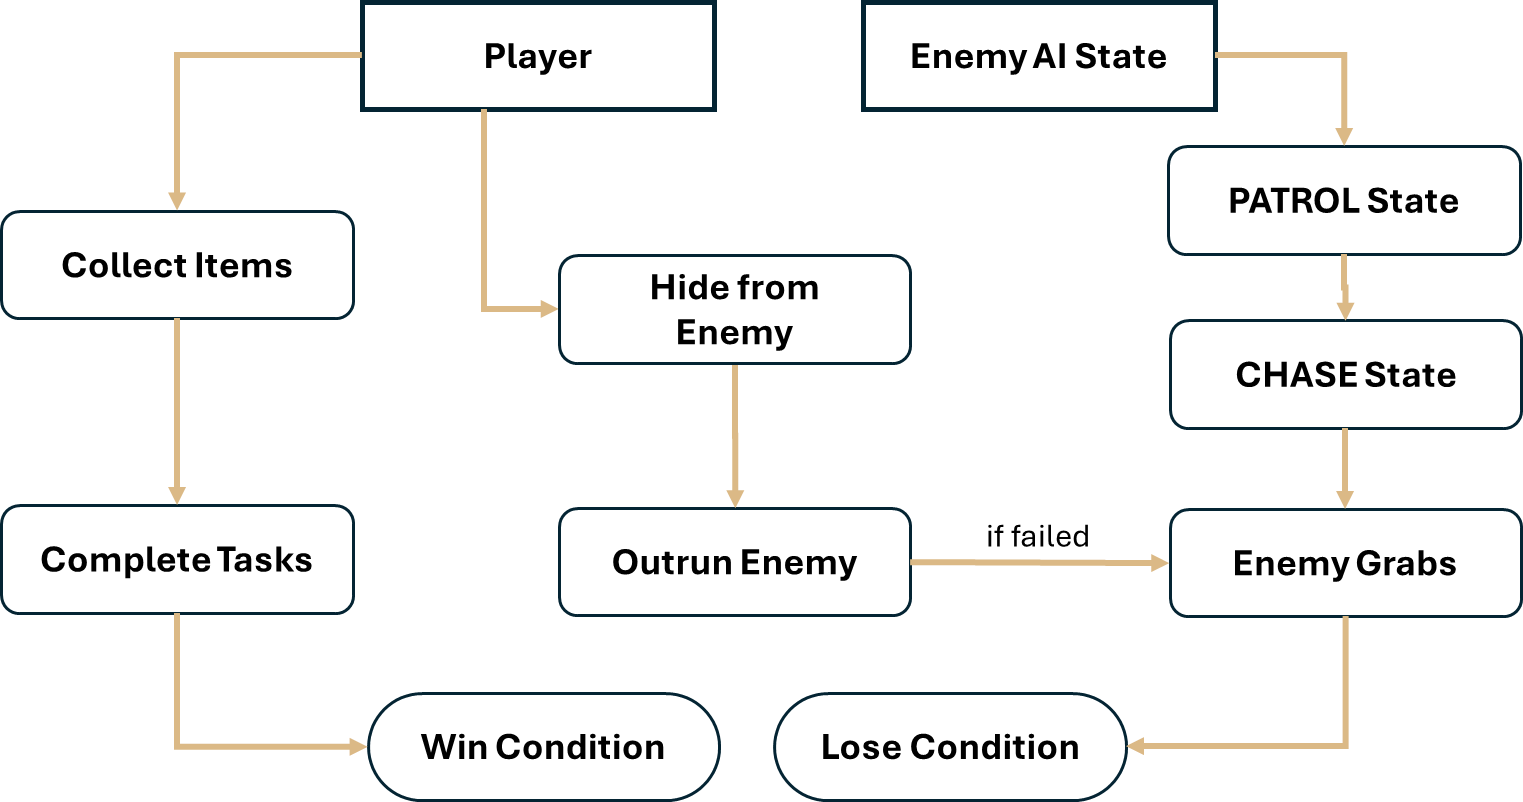 Player
Enemy AI State
PATROL State
Collect Items
Hide from
Enemy
CHASE State
Complete Tasks
Outrun Enemy
if failed
Enemy Grabs
Win Condition
Lose Condition